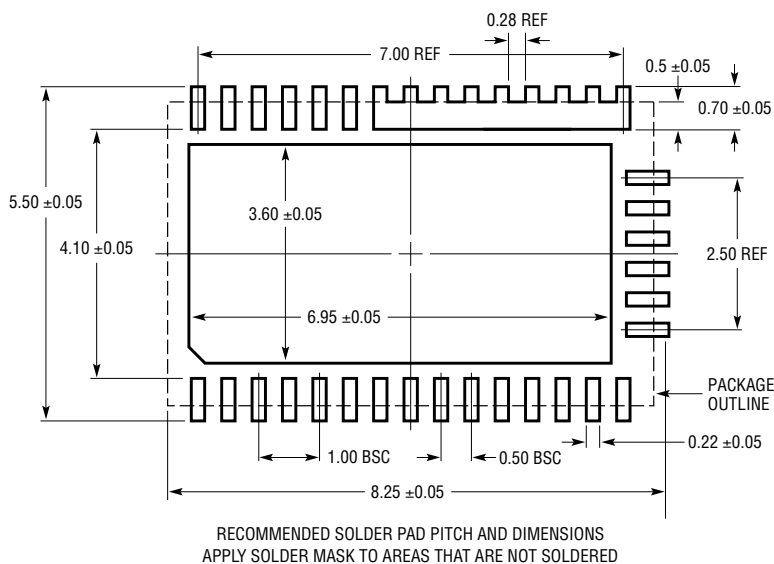 0.28 REF
7.00 REF
0.5 ±0.05
0.70 ±0.05
5.50 ±0.05
3.60 ±0.05
4.10 ±0.05
2.50 REF
6.95 ±0.05
PACKAGE
OUTLINE
0.22 ±0.05
1.00 BSC
0.50 BSC
8.25 ±0.05
RECOMMENDED SOLDER PAD PITCH AND DIMENSIONS
APPLY SOLDER MASK TO AREAS THAT ARE NOT SOLDERED